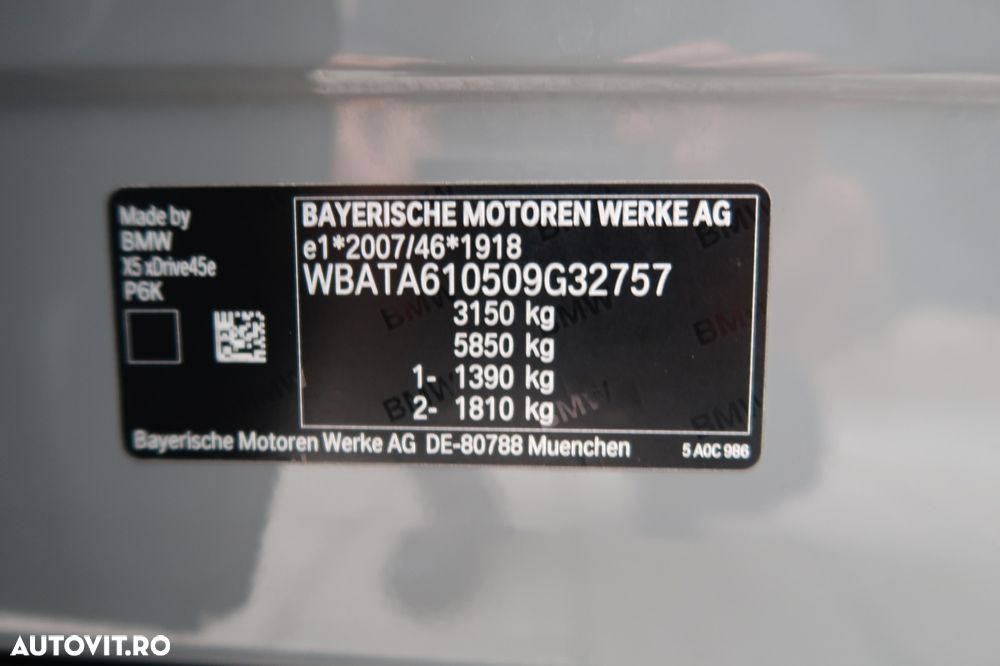 Made by
BMW
X5 xDrive45e
P6K
BAYERISCHE MOTOREN WERKE AG
e1*2007/46*1918
WBATA610509G32757
3150 kg
5850 kg
1- 1390 kg
2- 1810 kg
Bayerische Motoren Werke AG DE-80788 Muenchen
5 A0C 986
AUTOVIT.RO